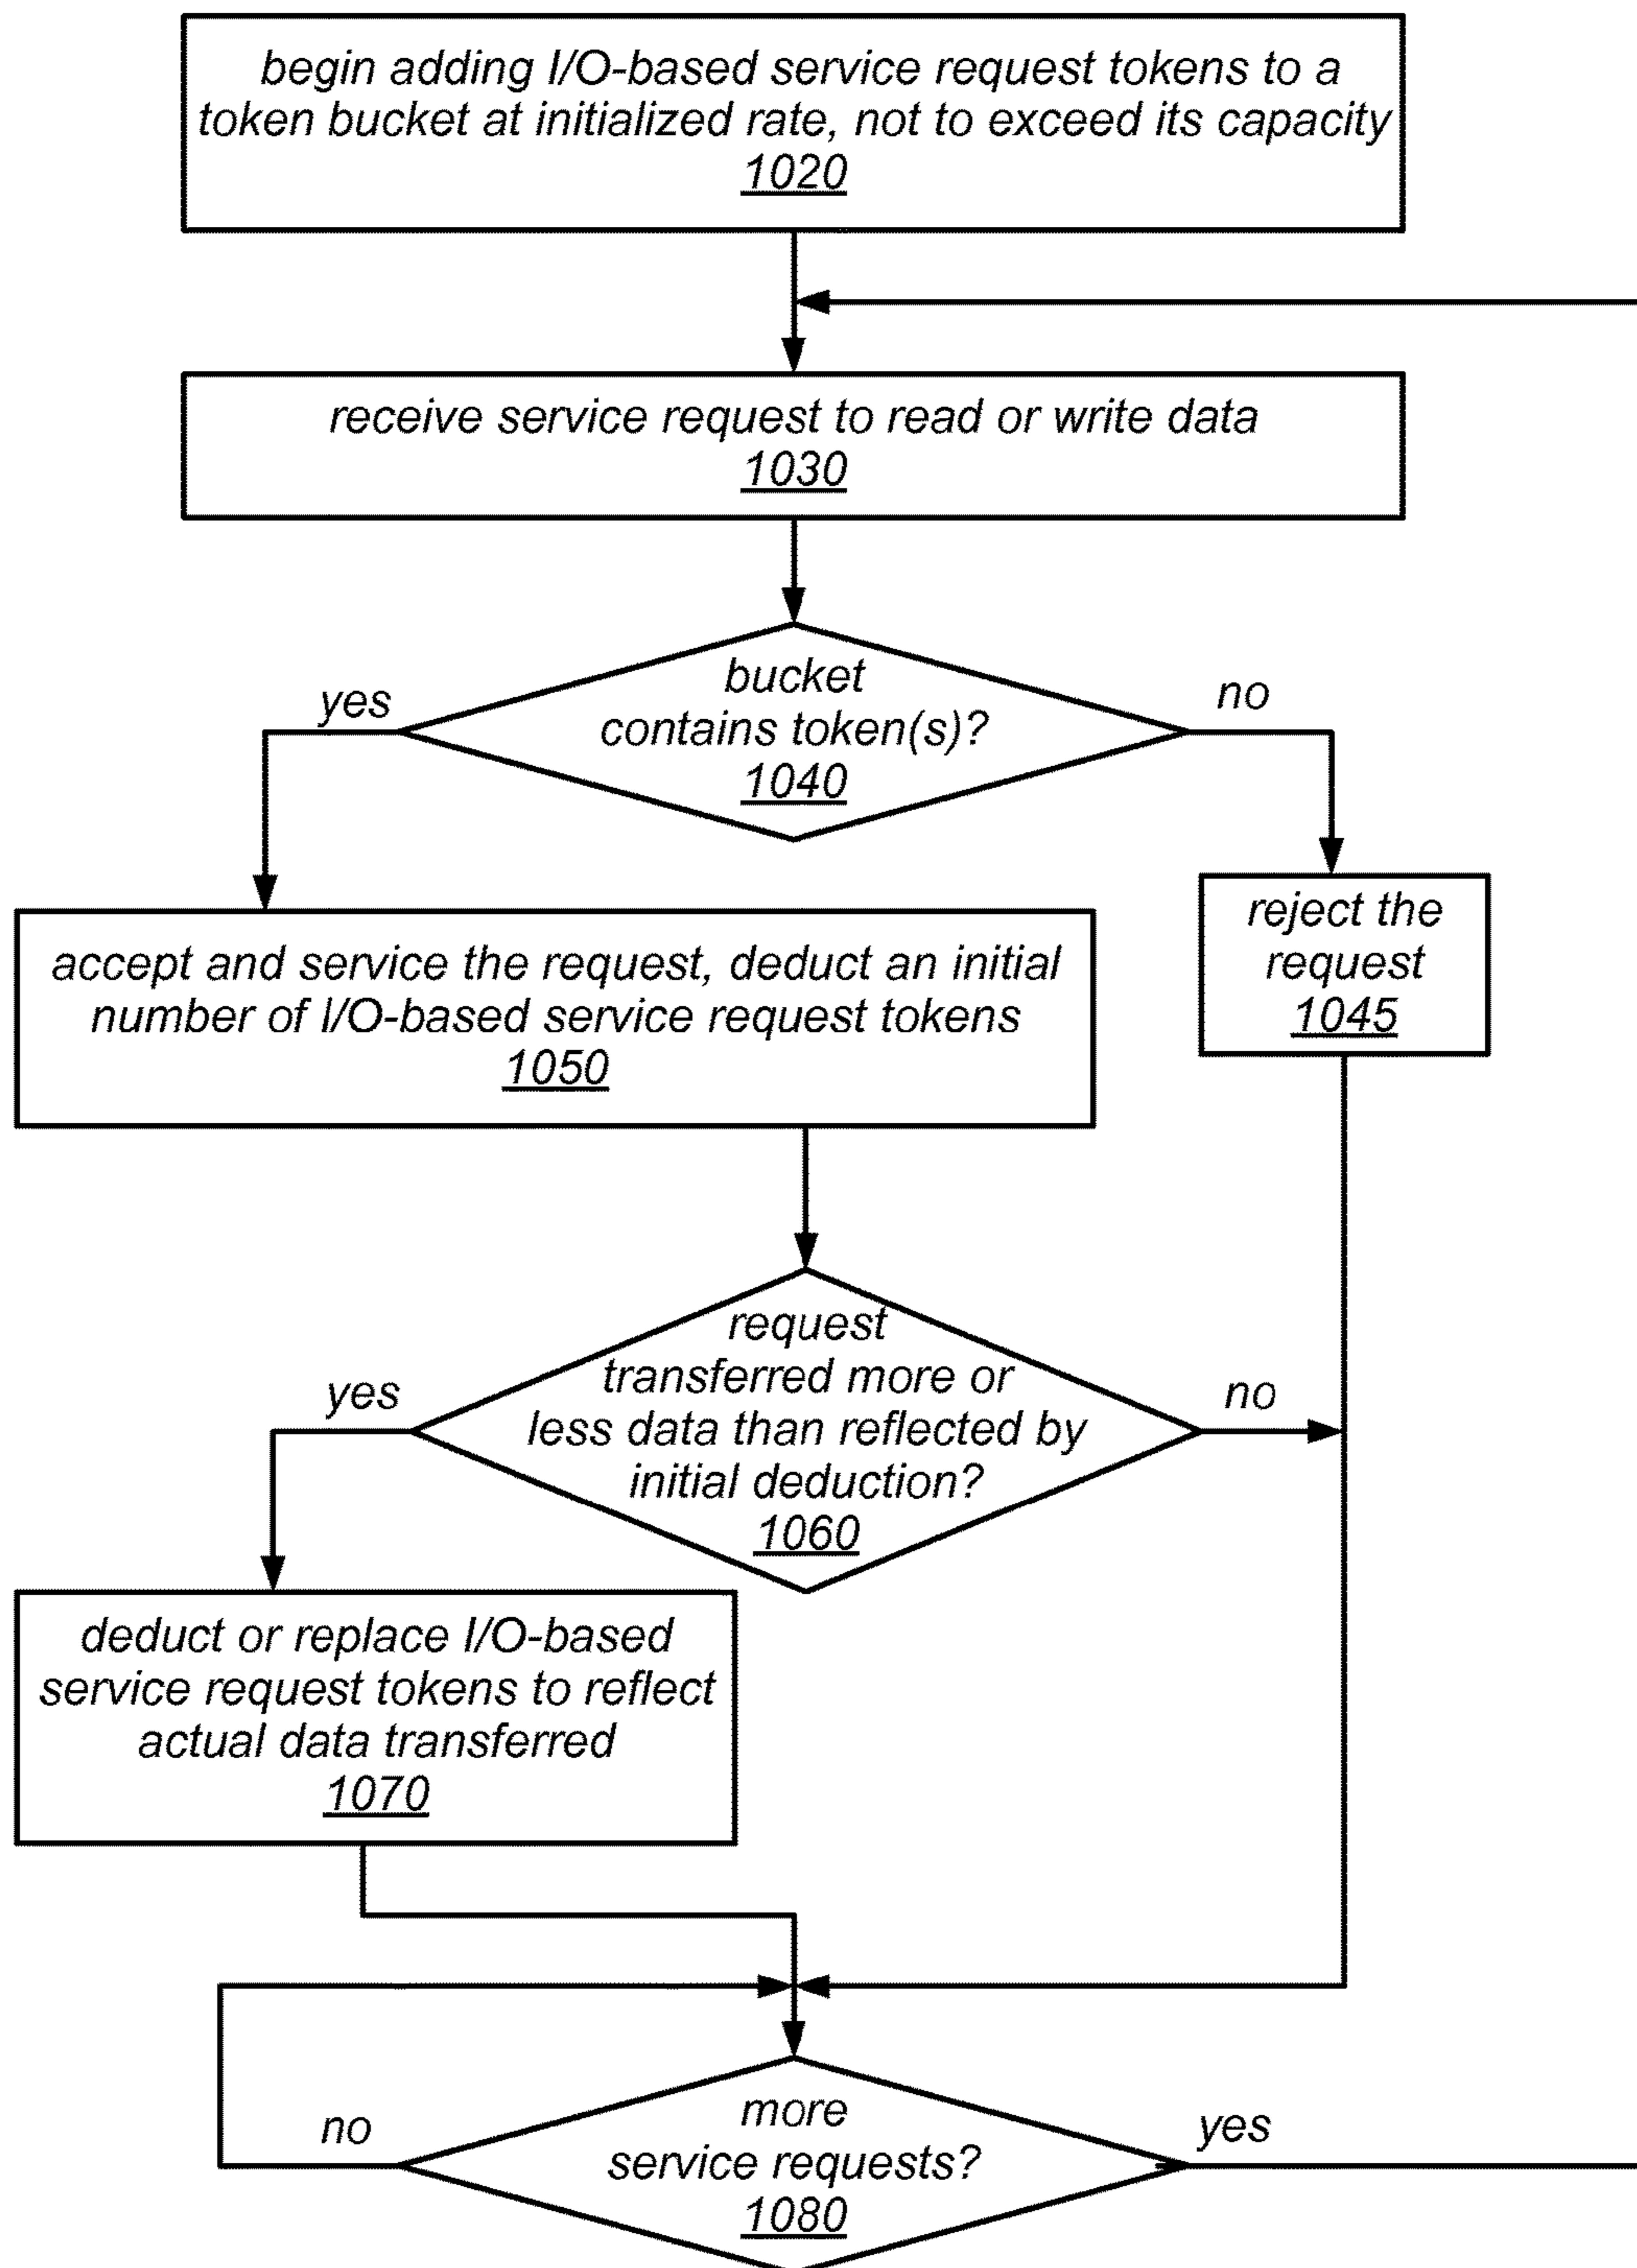 begin adding I/O-based service request tokens to a
token bucket at initialized rate, not to exceed its capacity
1020
receive service request to read or write data
1030
bucket
contains token(s)?
1040
yes
no
reject the
request
1045
accept and service the request, deduct an initial
number of I/O-based service request tokens
1050
request
transferred more or
less data than reflected by
initial deduction?
1060
yes
no
deduct or replace I/O-based
service request tokens to reflect
actual data transferred
1070
more
service requests?
1080
no
yes